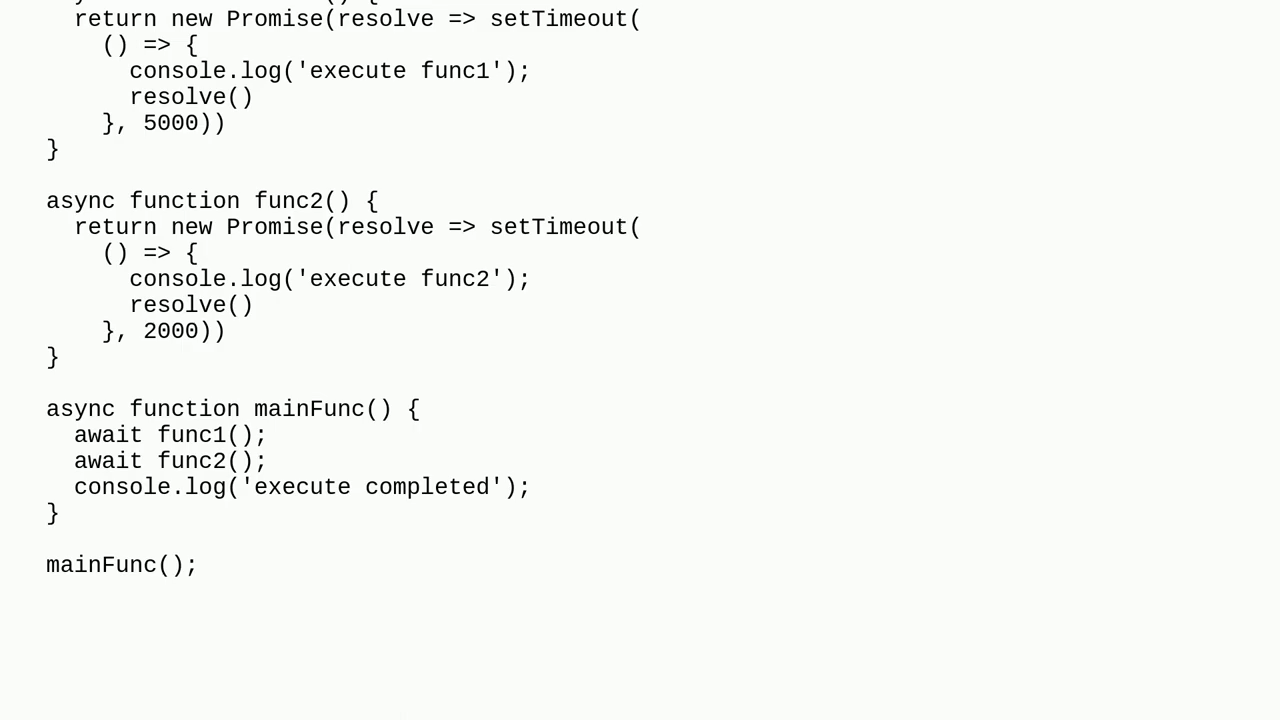 return new Promise(resolve => setTimeout(
() => {
console.log('execute func1');
resolve()
}, 5000))
}
async function func2() {
return new Promise(resolve => setTimeout(
() => {
console.log('execute func2');
resolve()
}, 2000))
}
async function mainFunc() {
await func1();
await func2();
console.log('execute completed');
}
mainFunc();